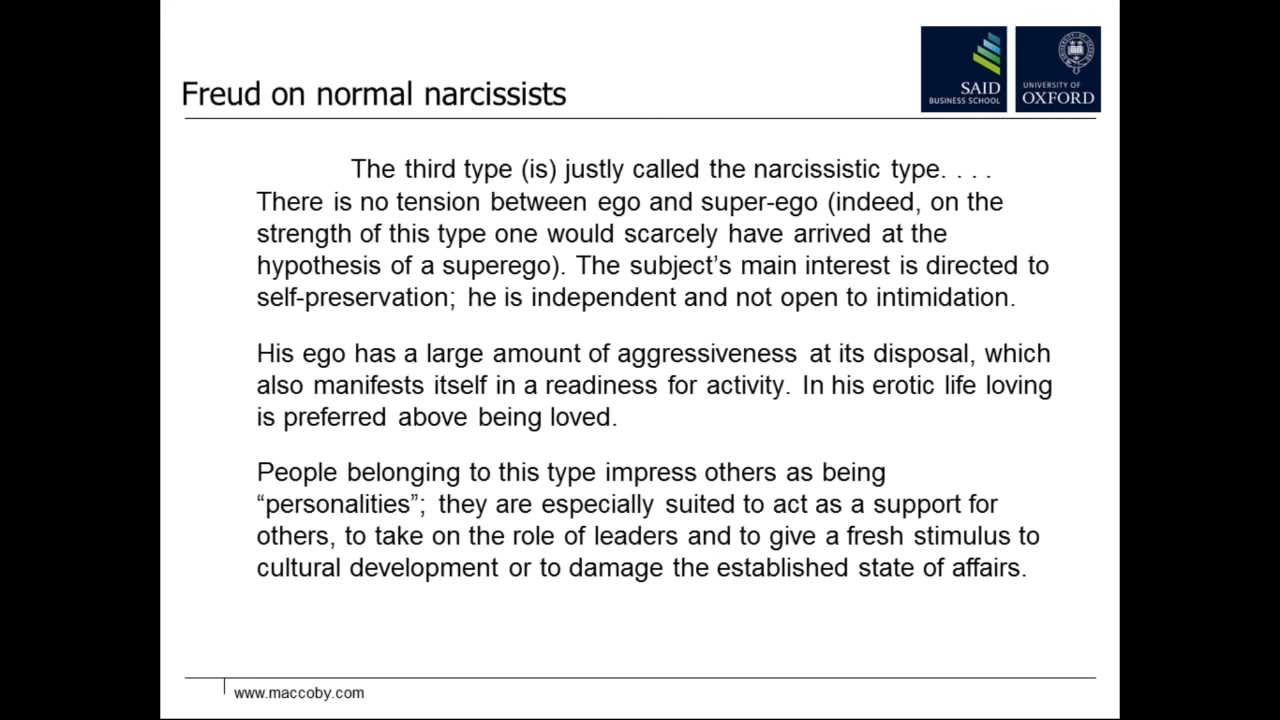 SAID
BUSINESS SCHOOL
UNIVERSITY OF
OXFORD
Freud on normal narcissists
The third type (is) justly called the narcissistic type. . . .
There is no tension between ego and super-ego (indeed, on the
strength of this type one would scarcely have arrived at the
hypothesis of a superego). The subject’s main interest is directed to
self-preservation; he is independent and not open to intimidation.
His ego has a large amount of aggressiveness at its disposal, which
also manifests itself in a readiness for activity. In his erotic life loving
is preferred above being loved.
People belonging to this type impress others as being
“personalities”; they are especially suited to act as a support for
others, to take on the role of leaders and to give a fresh stimulus to
cultural development or to damage the established state of affairs.
www.maccoby.com